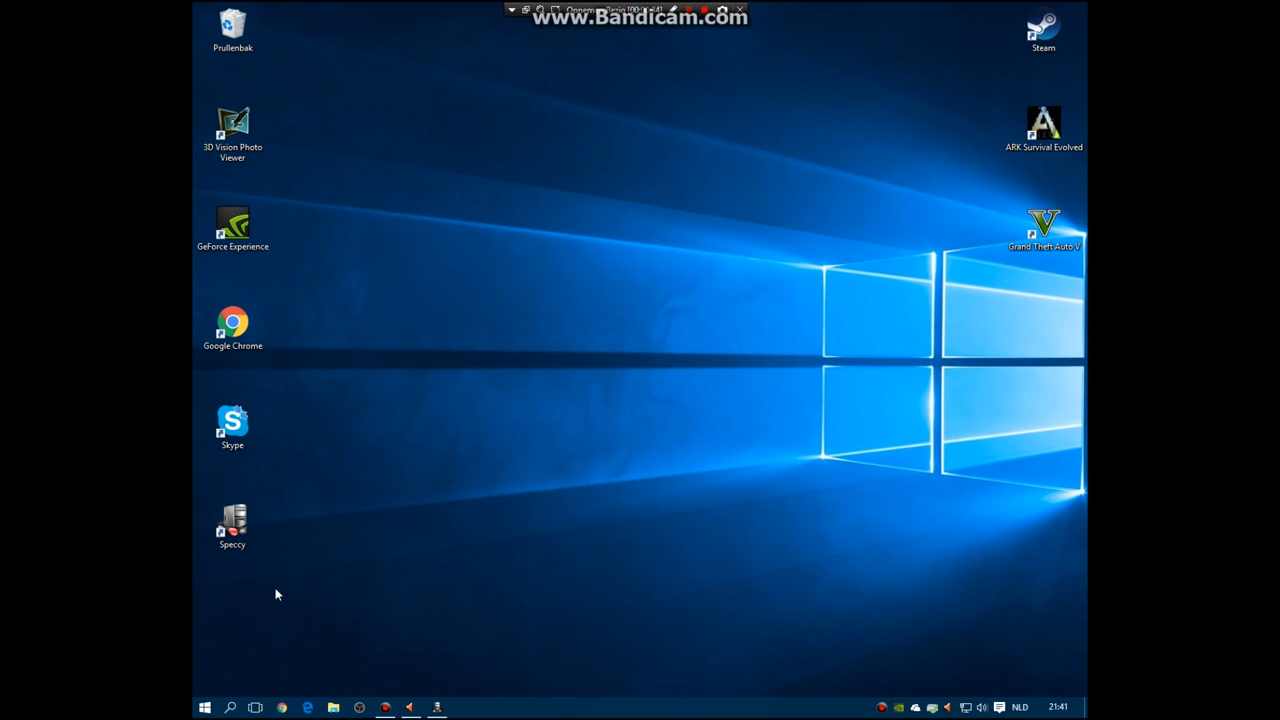 www.Bandicam.com
Prullenbak
Steam
3D Vision Photo
Viewer
ARK Survival Evolved
GeForce Experience
Grand Theft Auto V
Google Chrome
Skype
Speccy
NLD
21:41